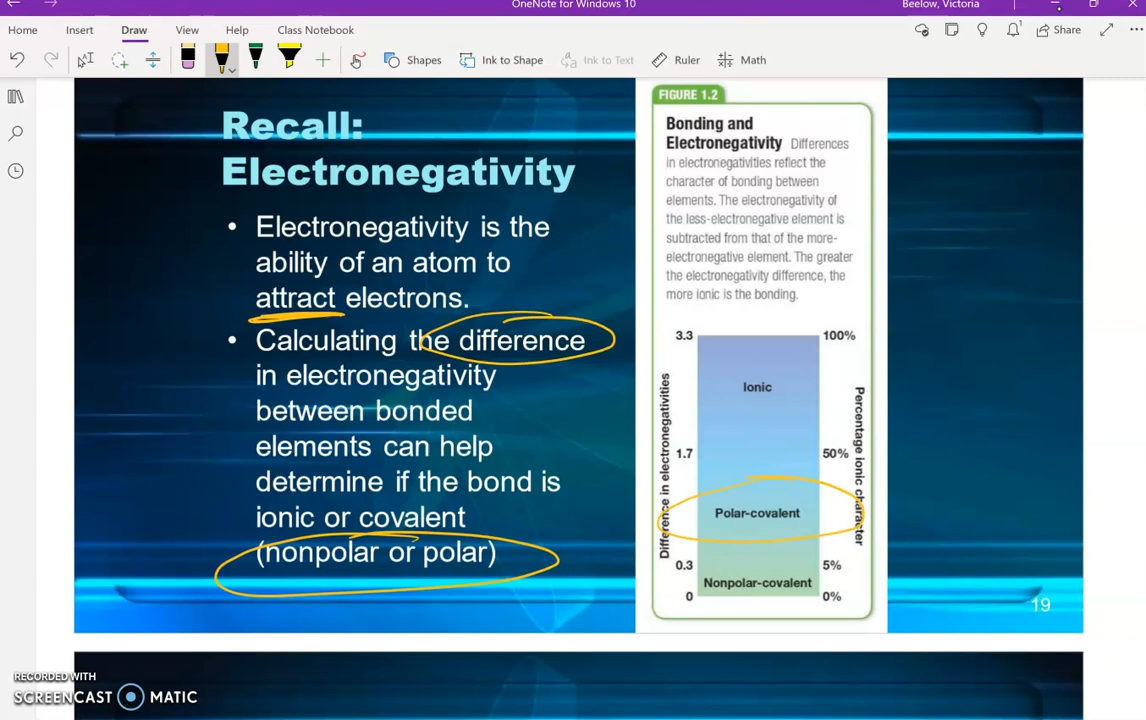 OneNote for Windows 10
Beelow, Victoria
Home
Insert
Draw
View
Help
Class Notebook
1
Share
Shapes
Ink to Shape
Ink to Text
Ruler
Math
Recall:
Electronegativity
• Electronegativity is the
ability of an atom to
attract electrons.
• Calculating the difference
in electronegativity
between bonded
elements can help
determine if the bond is
ionic or covalent
(nonpolar or polar)
FIGURE 1.2
Bonding and
Electronegativity Differences
in electronegativities reflect the
character of bonding between
elements. The electronegativity of
the less-electronegative element is
subtracted from that of the more-
electronegative element. The greater
the electronegativity difference, the
more ionic is the bonding.
Difference in electronegativities
3.3
1.7
0.3
0
Ionic
Polar-covalent
Nonpolar-covalent
100%
50%
5%
0%
Percentage ionic character
19
RECORDED WITH
SCREENCAST MATIC